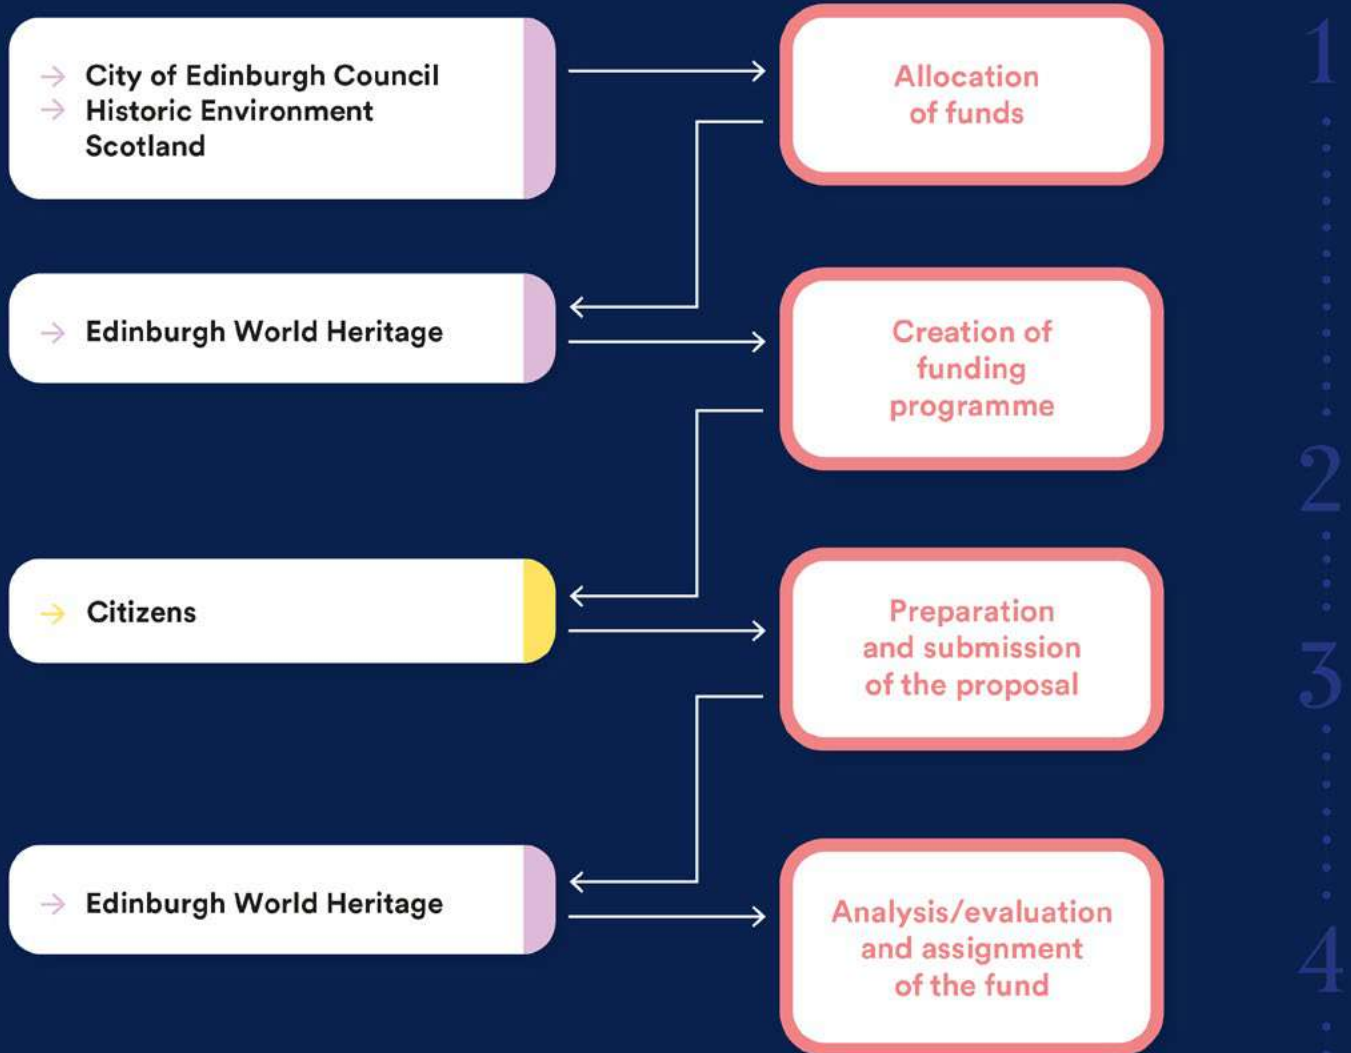 → City of Edinburgh Council
→ Historic Environment
Scotland
Allocation
of funds
1
→ Edinburgh World Heritage
Creation of
funding
programme
2
→ Citizens
Preparation
and submission
of the proposal
3
→ Edinburgh World Heritage
Analysis/evaluation
and assignment
of the fund
4